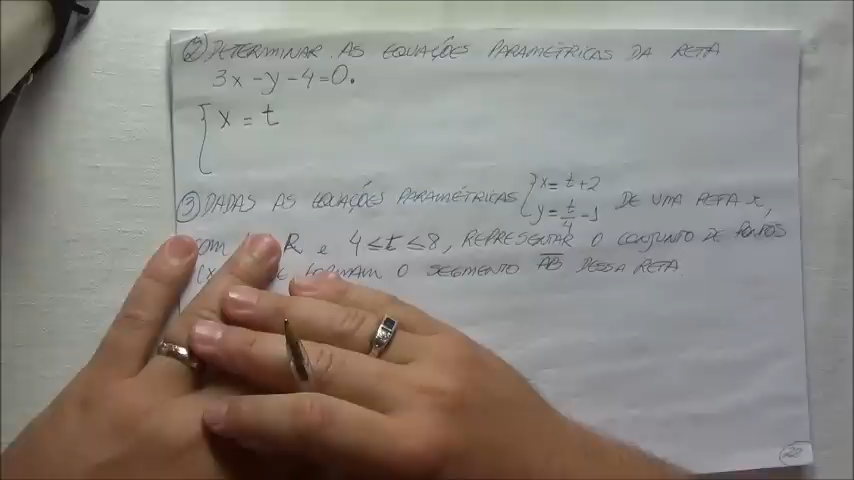 ② DETERMINAR AS EQUAÇÕES PARAMÉTRICAS DA RETA
3x - y - 4 = 0.
{ x = t
③ DADAS AS EQUAÇÕES PARAMÉTRICAS { x = t + 2 y = t/4 - 1 DE UMA RETA r,
R e 4 ≤ t ≤ 8, REPRESENTAR O CONJUNTO DE PONTOS
FORMAM O SEGMENTO AB DESSA RETA